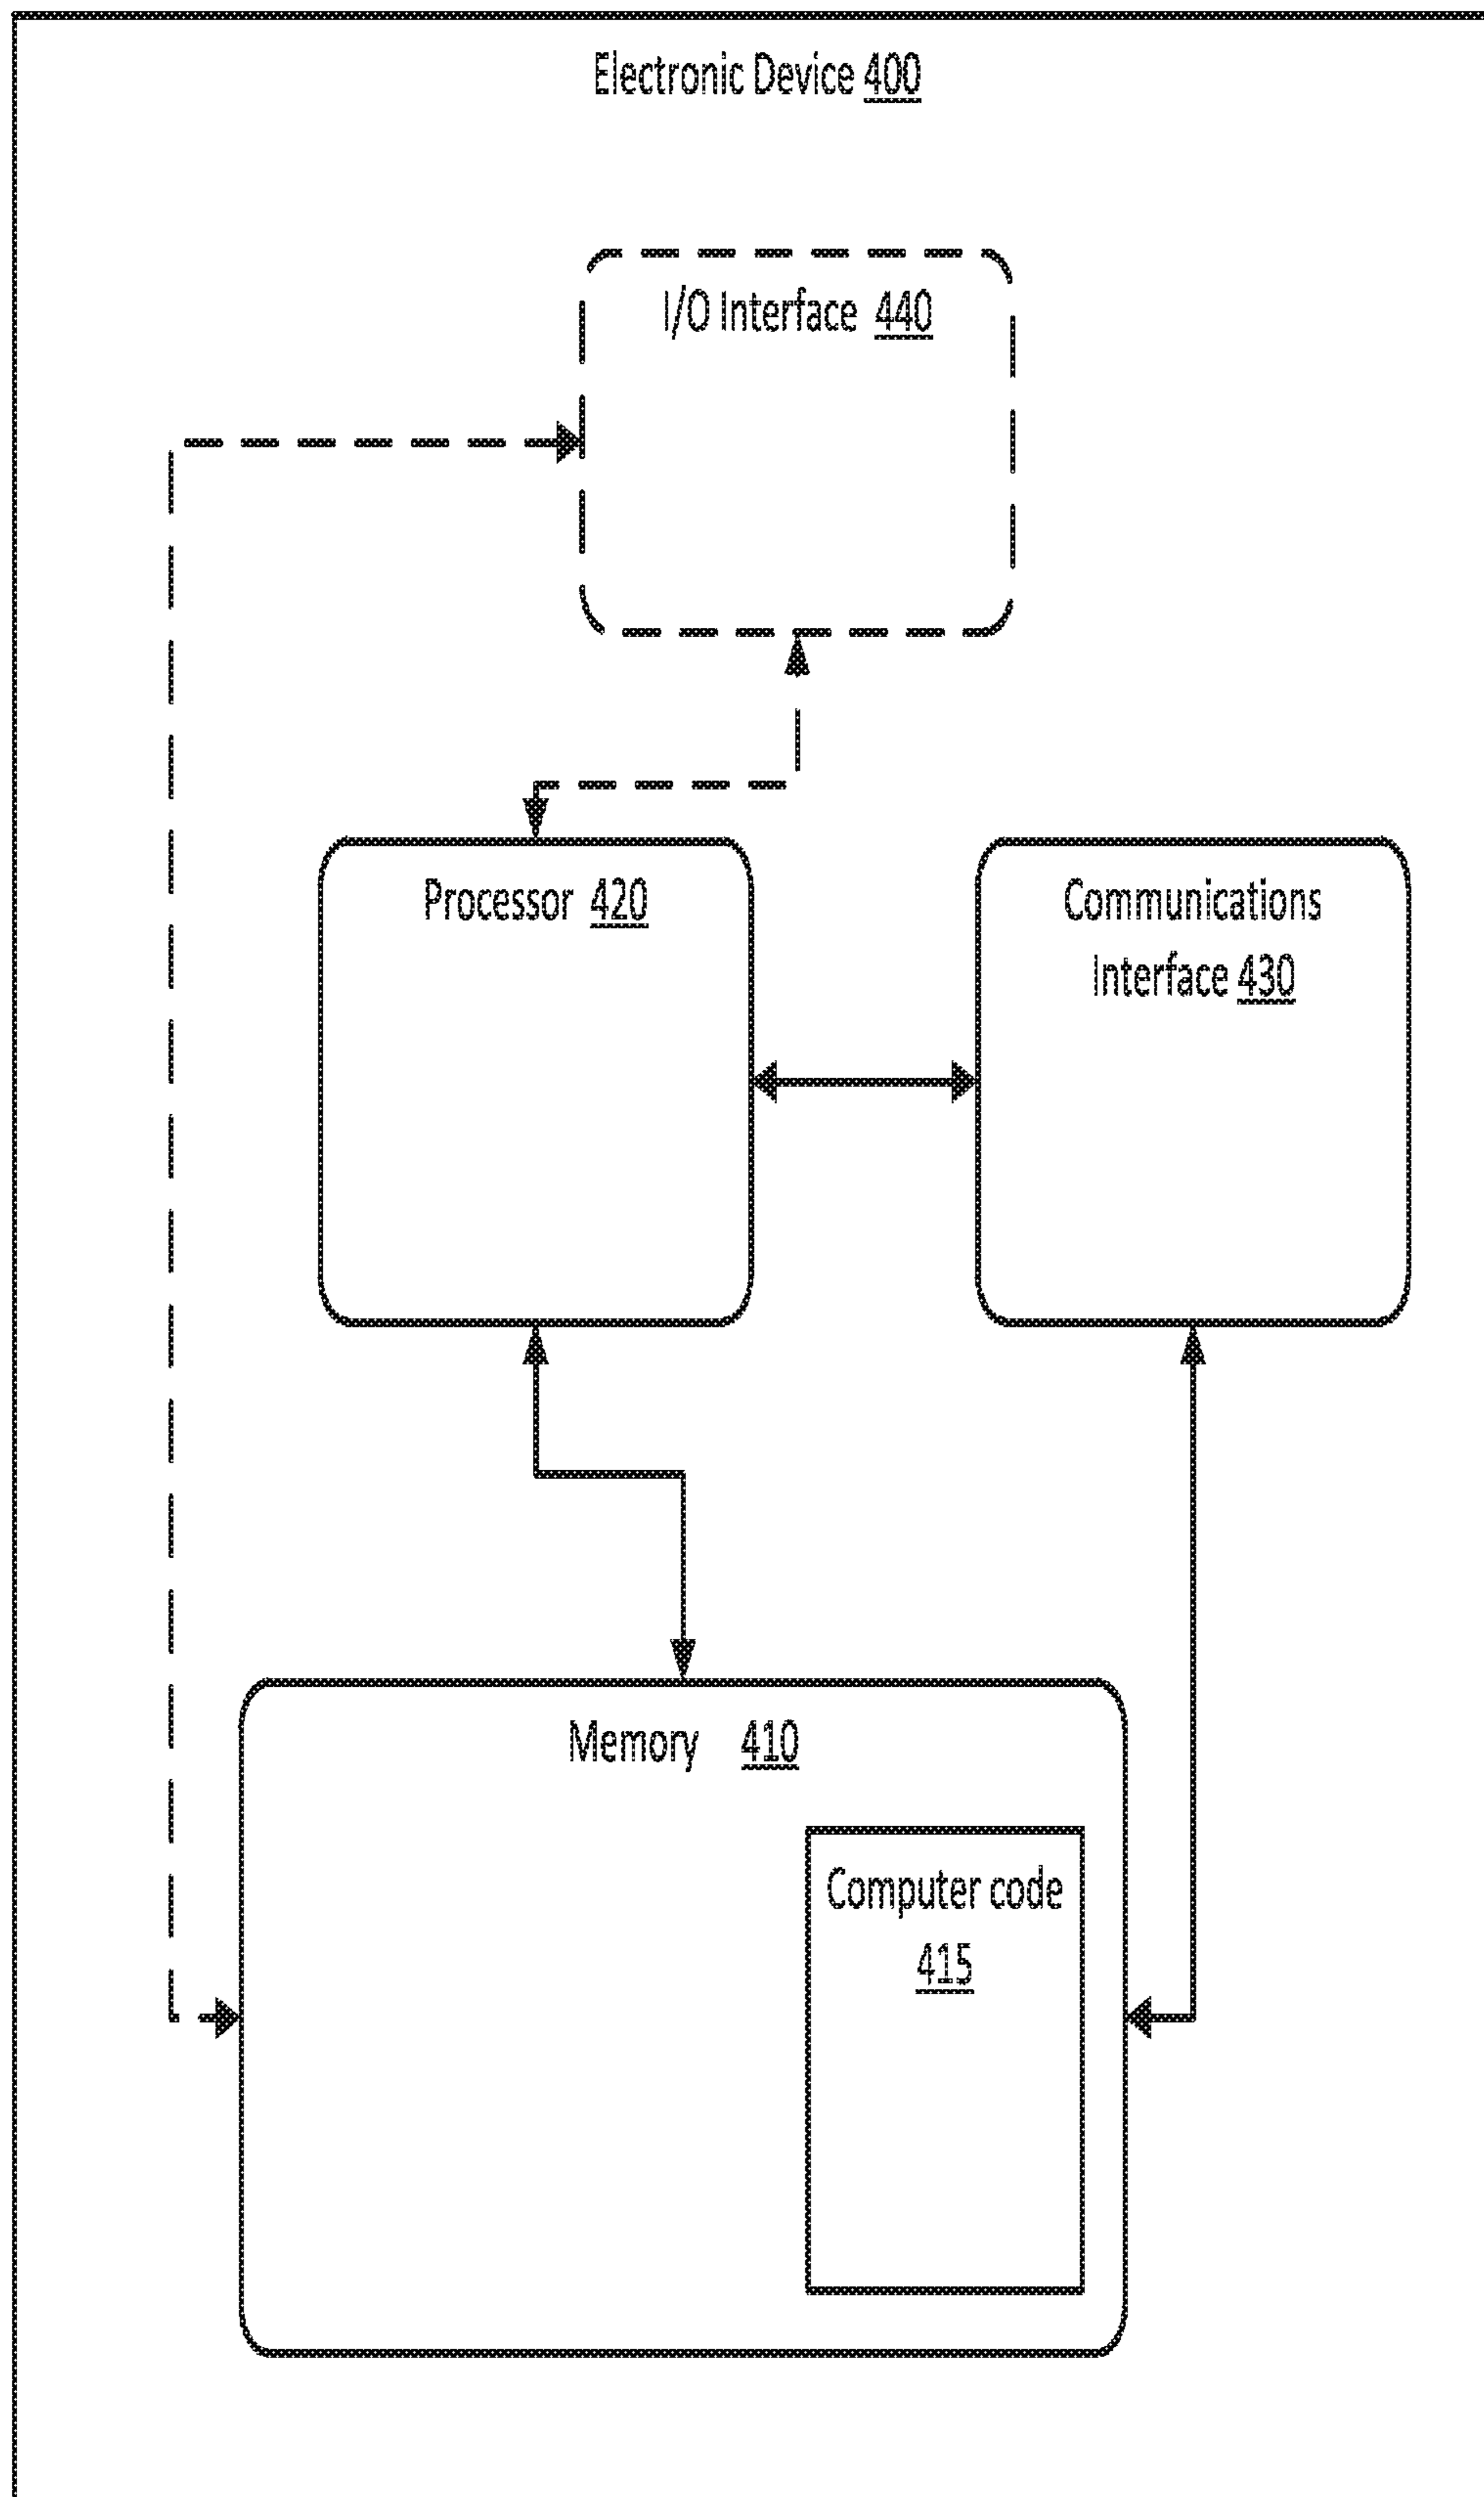 Electronic Device 400
I/O Interface 440
Processor 420
Communications
Interface 430
Memory 410
Computer code
415